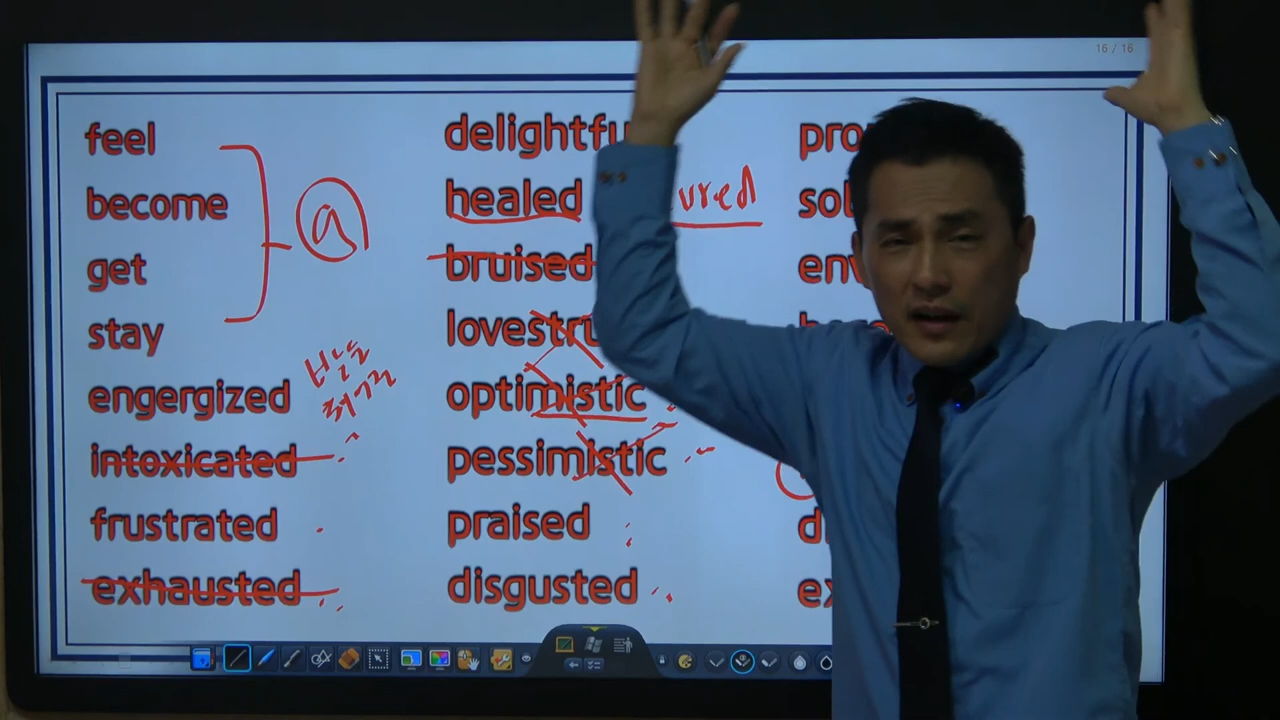 16 / 16
feel
become
get
stay
engergized
intoxicated
frustrated
exhausted
a
delightfu
healed
ured
bruised
lovestru
optimistic
pessimistic
praised
disgusted
pro
sob
env
d
ex